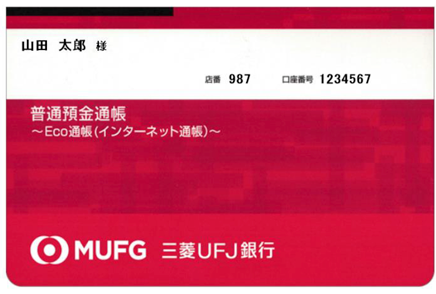 山田 太郎 様
店番 987 口座番号 1234567
普通預金通帳
～Eco通帳(インターネット通帳)～
MUFG 三菱UFJ銀行